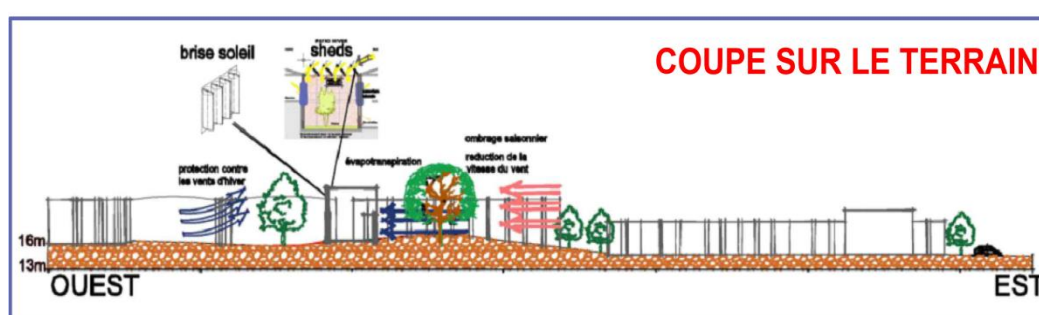 COUPE SUR LE TERRAIN
brise soleil
sheds
ombrage saisonnier
reduction de la
vitesse du vent
évapotranspiration
protection contre
les vents d'hiver
16m
13m
OUEST
EST